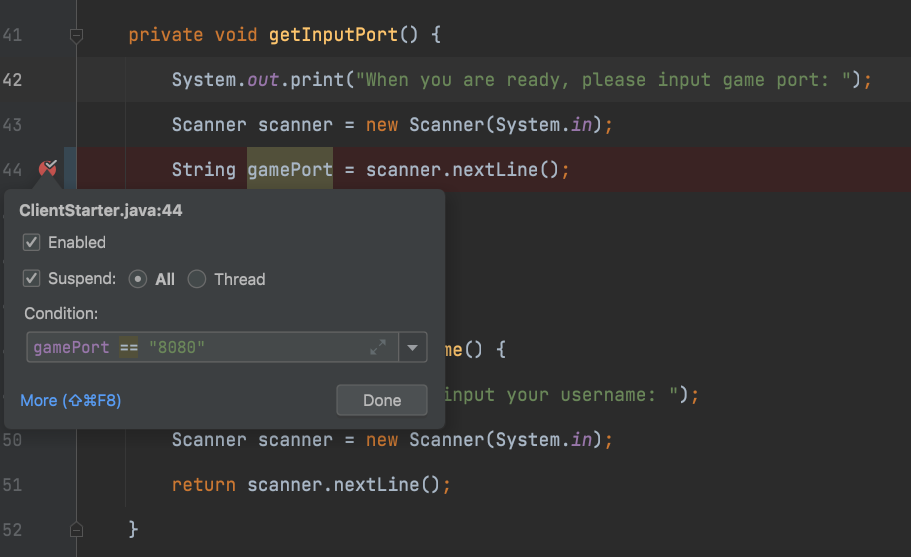 41 private void getInputPort() {
42 System.out.print("When you are ready, please input game port: ");
43 Scanner scanner = new Scanner(System.in);
44 String gamePort = scanner.nextLine();
ClientStarter.java:44
Enabled
Suspend: All Thread
Condition:
gamePort == "8080"
me() {
More (⇧⌘F8) Done
input your username: ");
50 Scanner scanner = new Scanner(System.in);
51 return scanner.nextLine();
52 }